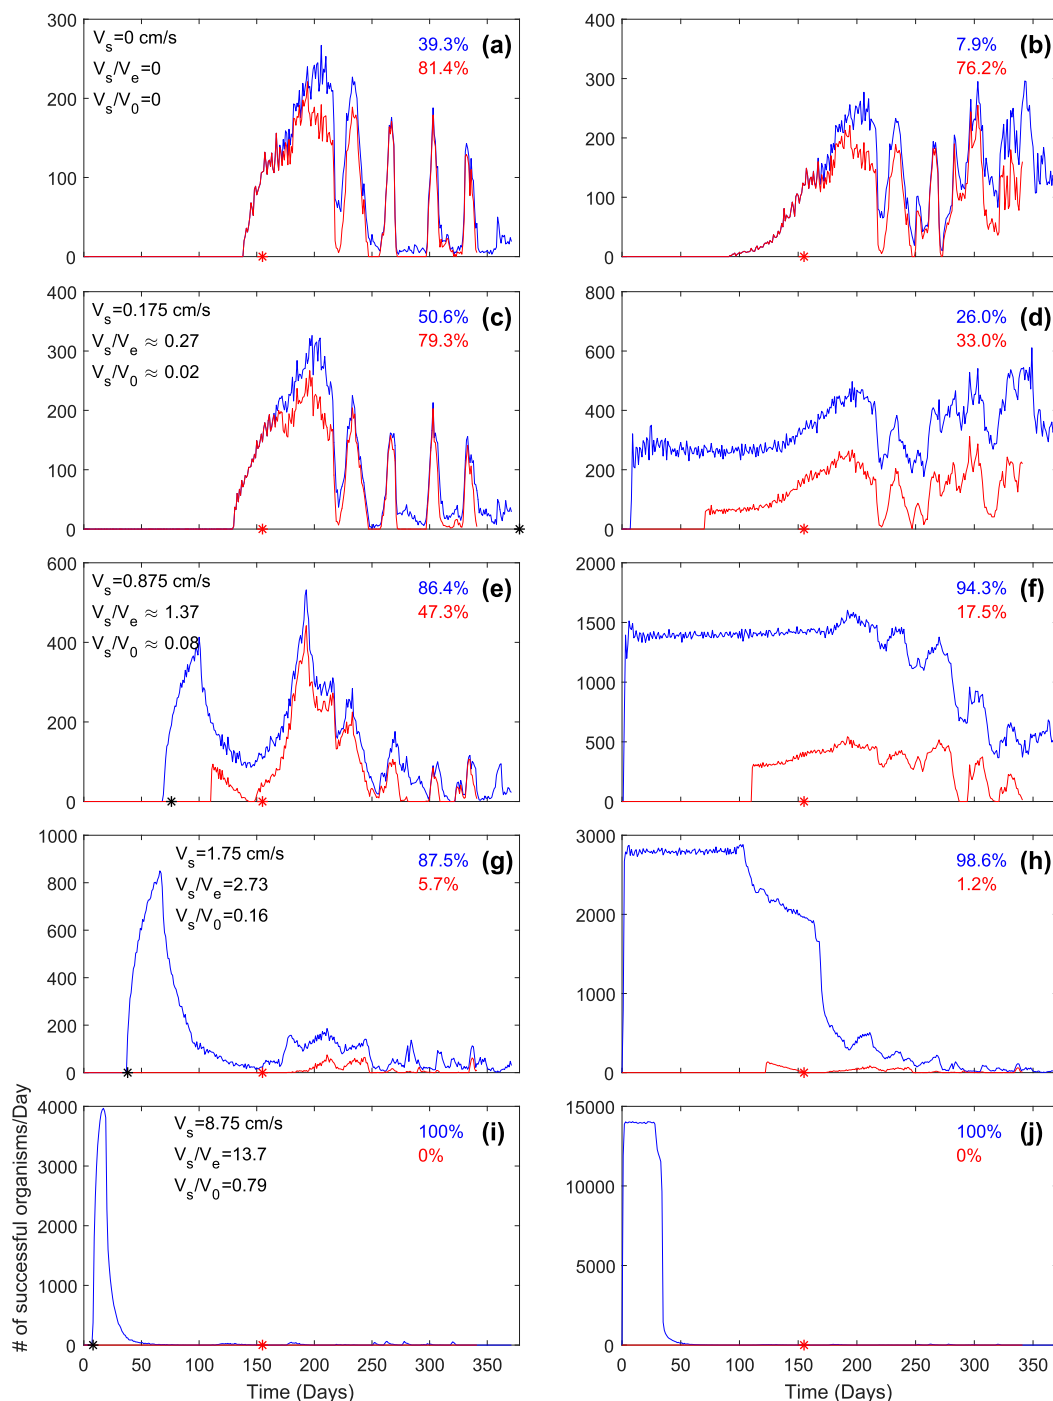 300
200
100
0
V_s=0 cm/s
V_s/V_e=0
V_s/V_0=0
39.3%
81.4%
(a)
400
300
200
100
0
7.9%
76.2%
(b)
400
300
200
100
0
V_s=0.175 cm/s
V_s/V_e ≈ 0.27
V_s/V_0 ≈ 0.02
50.6%
79.3%
(c)
800
600
400
200
0
26.0%
33.0%
(d)
600
400
200
0
V_s=0.875 cm/s
V_s/V_e ≈ 1.37
V_s/V_0 ≈ 0.08
86.4%
47.3%
(e)
2000
1500
1000
500
0
94.3%
17.5%
(f)
1000
800
600
400
200
0
V_s=1.75 cm/s
V_s/V_e=2.73
V_s/V_0=0.16
87.5%
5.7%
(g)
3000
2000
1000
0
98.6%
1.2%
(h)
# of successful organisms/Day
4000
3000
2000
1000
0
V_s=8.75 cm/s
V_s/V_e=13.7
V_s/V_0=0.79
100%
0%
(i)
0 50 100 150 200 250 300 350
Time (Days)
15000
10000
5000
0
100%
0%
(j)
0 100 200 300
Time (Days)